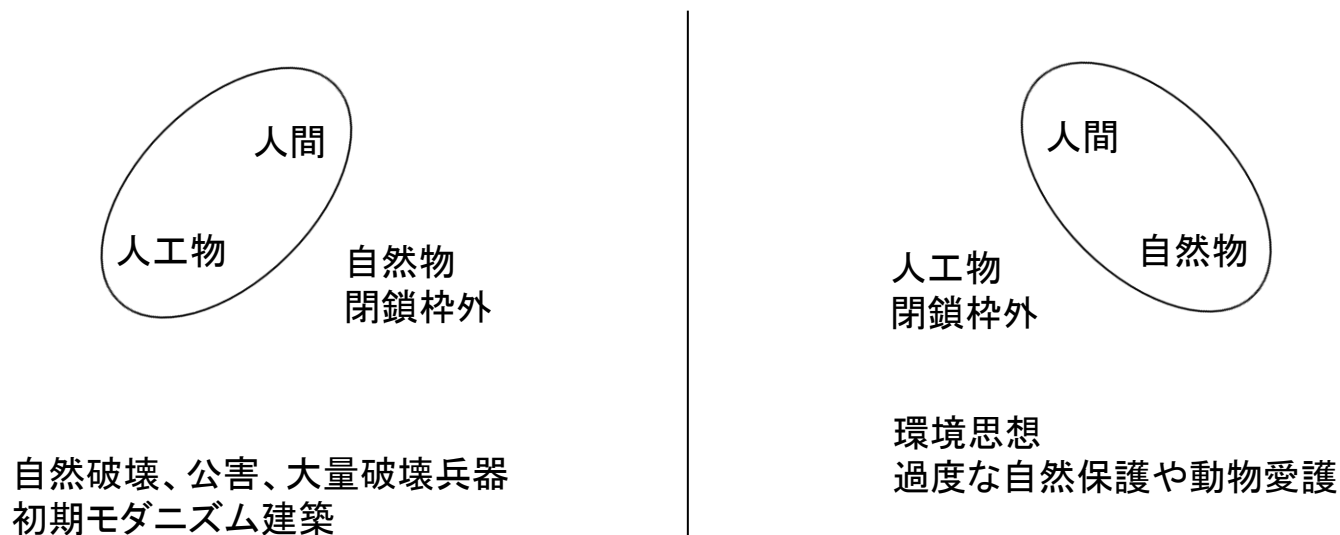 人間
人工物
自然物
閉鎖枠外
自然破壊、公害、大量破壊兵器
初期モダニズム建築
人間
自然物
人工物
閉鎖枠外
環境思想
過度な自然保護や動物愛護